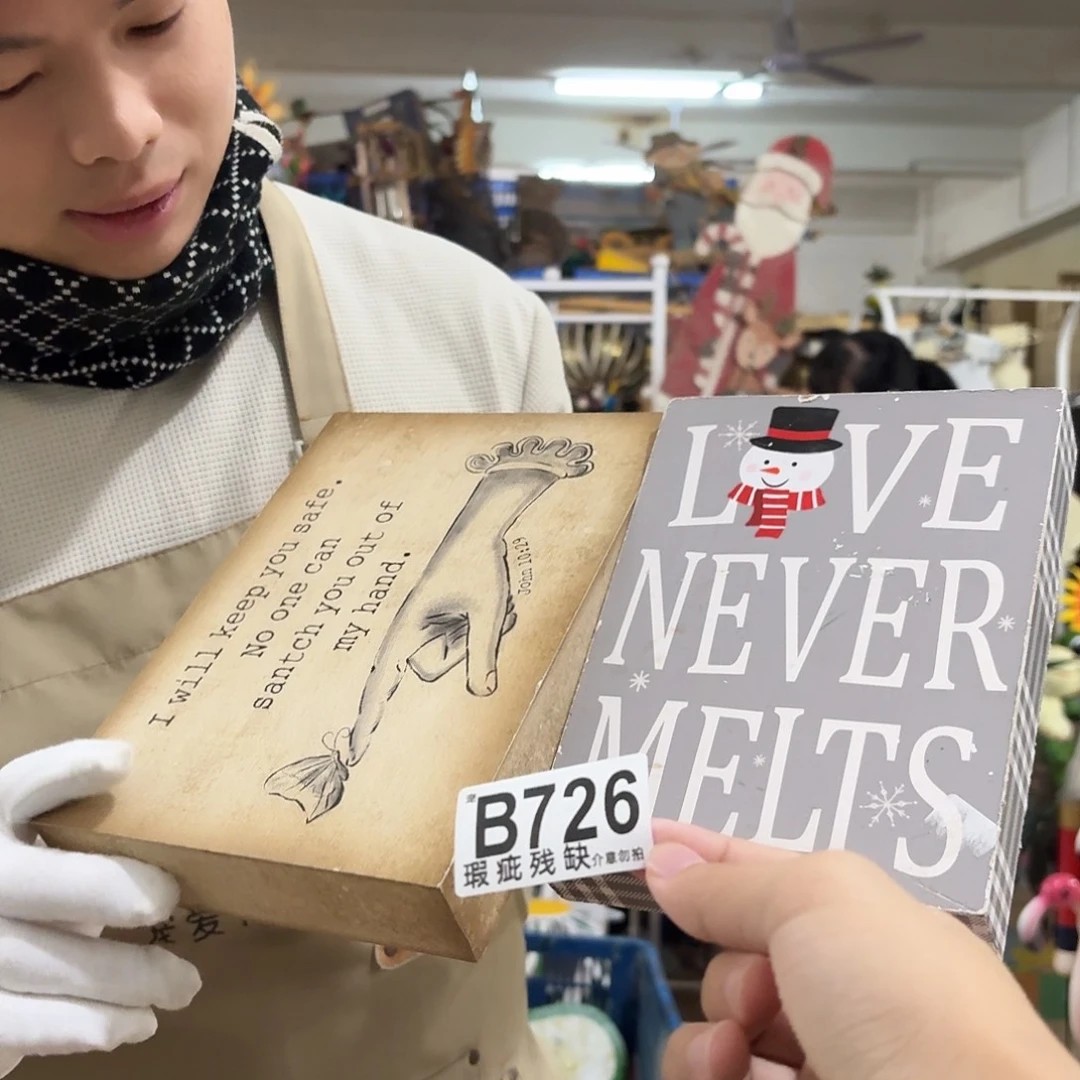 I will keep you safe.
No one can
santch you out of
my hand.
John 10:29
LVE
NEVER
MELTS
B726
瑕疵残缺介意勿拍